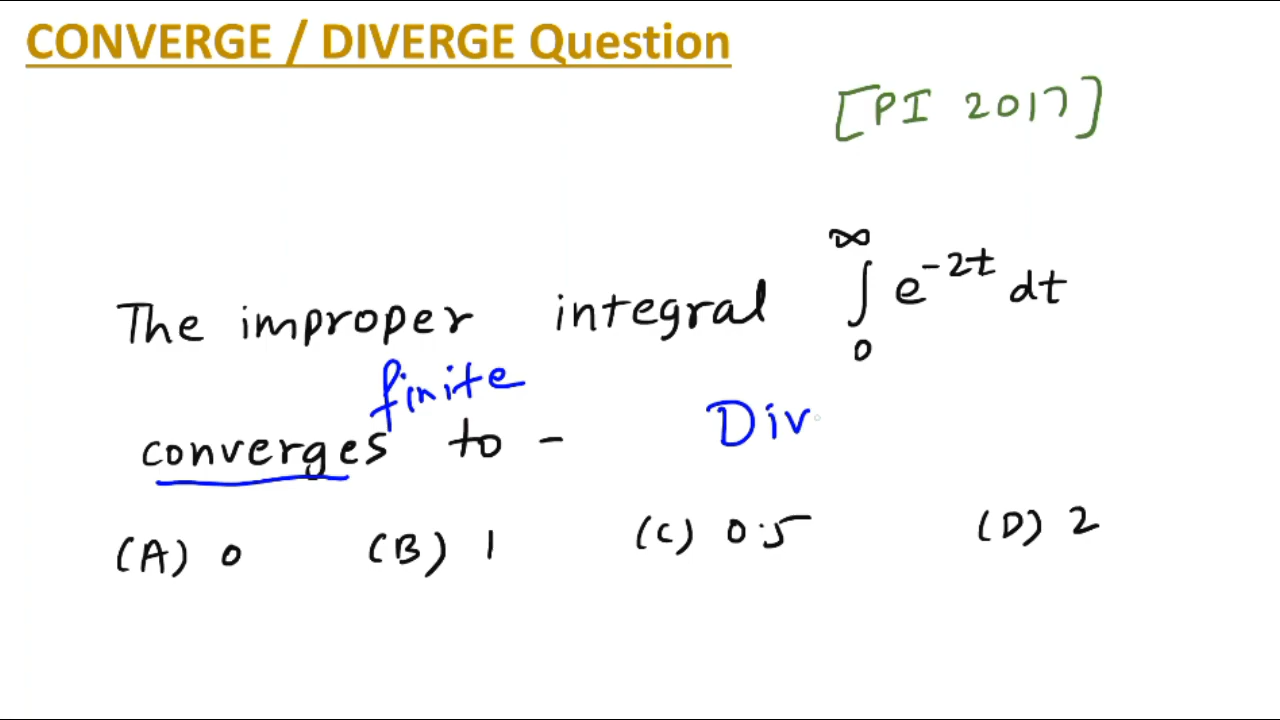 CONVERGE / DIVERGE Question
[PI 2017]
The improper integral ∫₀^∞ e^{-2t} dt
finite
converges to – Div
(A) 0 (B) 1 (C) 0.5 (D) 2